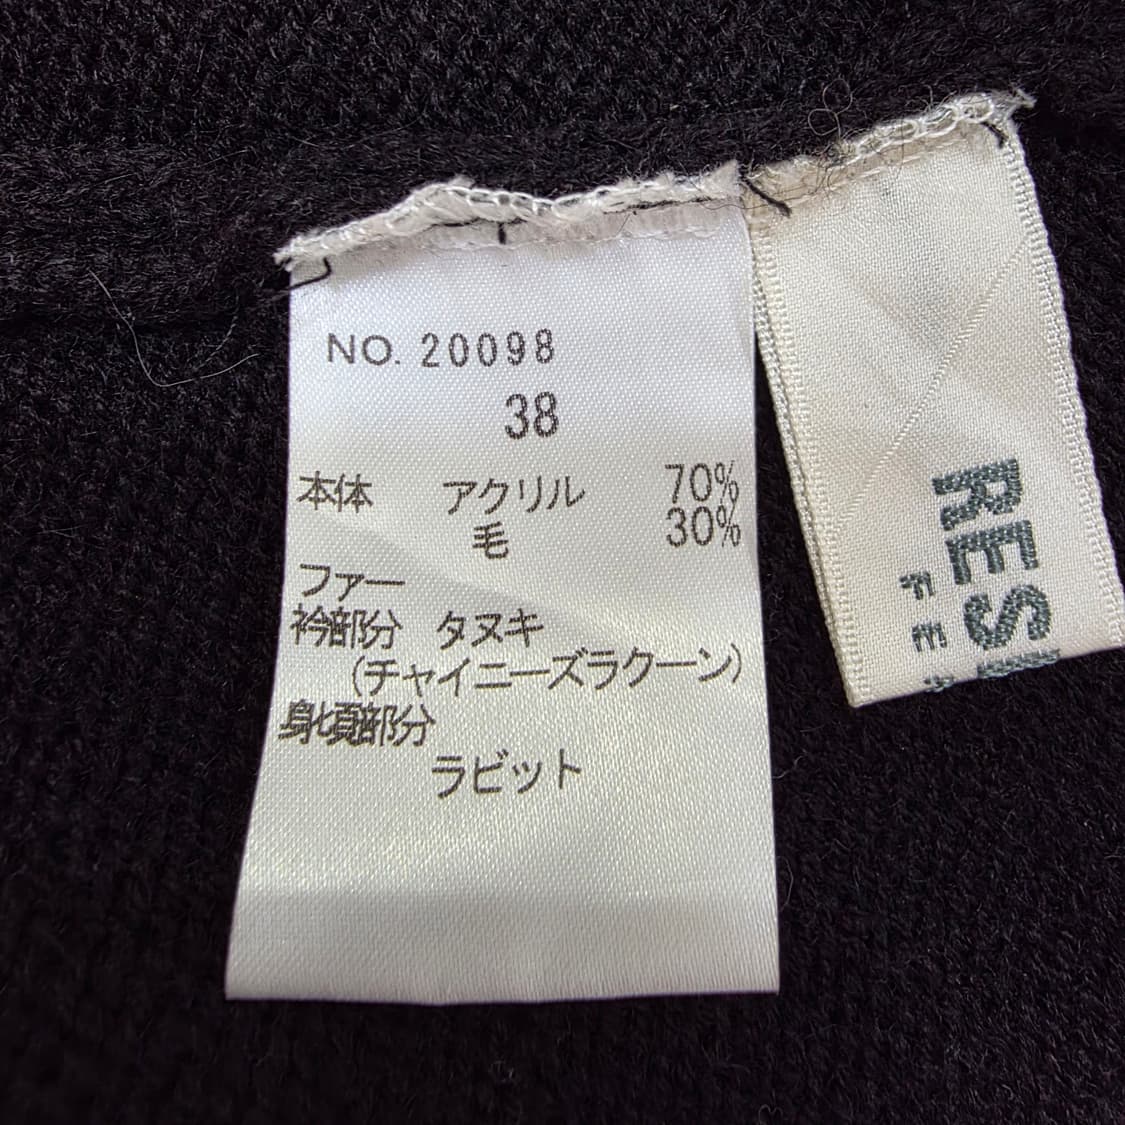 NO. 20098
38
本体 アクリル 70%
毛 30%
ファー
衿部分 タヌキ
(チャイニーズラクーン)
身頃部分
ラビット